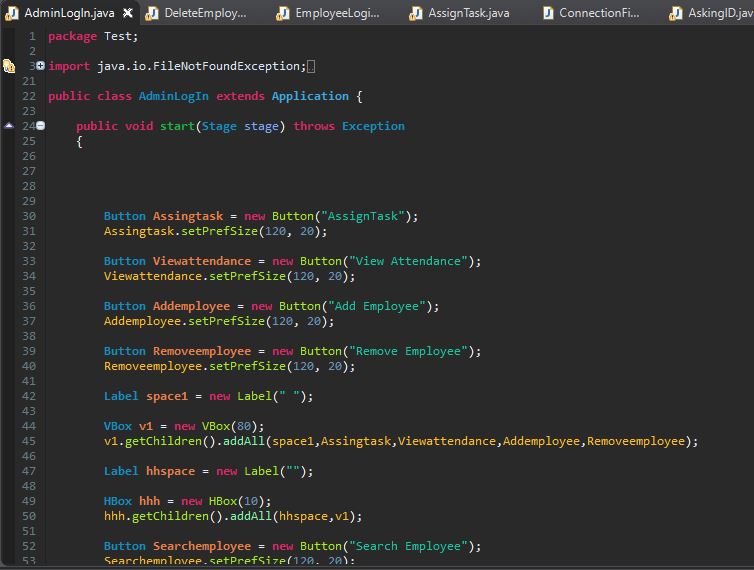 AdminLogIn.java DeleteEmploy... EmployeeLogi... AssignTask.java ConnectionFi... AskingID.jav
1 package Test;
2
3 import java.io.FileNotFoundException;
21
22 public class AdminLogIn extends Application {
23
24 public void start(Stage stage) throws Exception
25 {
26
27
28
29
30 Button Assingtask = new Button("AssignTask");
31 Assingtask.setPrefSize(120, 20);
32
33 Button Viewattendance = new Button("View Attendance");
34 Viewattendance.setPrefSize(120, 20);
35
36 Button Addemployee = new Button("Add Employee");
37 Addemployee.setPrefSize(120, 20);
38
39 Button Removeemployee = new Button("Remove Employee");
40 Removeemployee.setPrefSize(120, 20);
41
42 Label space1 = new Label(" ");
43
44 VBox v1 = new VBox(80);
45 v1.getChildren().addAll(space1,Assingtask,Viewattendance,Addemployee,Removeemployee);
46
47 Label hhspace = new Label("");
48
49 HBox hhh = new HBox(10);
50 hhh.getChildren().addAll(hhspace,v1);
51
52 Button Searchemployee = new Button("Search Employee");
53 Searchemployee.setPrefSize(120, 20);